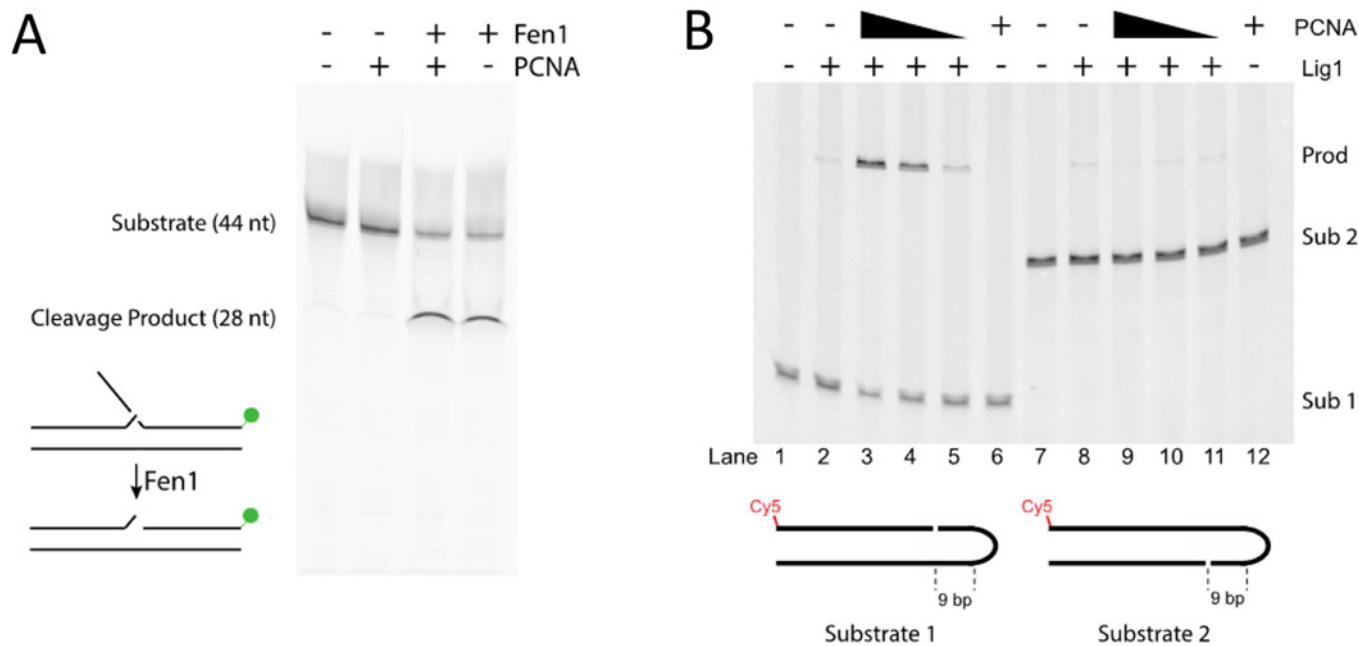 A
- - + + Fen1
- + + - PCNA
Substrate (44 nt)
Cleavage Product (28 nt)
Fen1
B
- - + - - + PCNA
- + + + + - - + + + + - Lig1
Prod
Sub 2
Sub 1
Lane 1 2 3 4 5 6 7 8 9 10 11 12
Cy5 Cy5
9 bp 9 bp
Substrate 1 Substrate 2